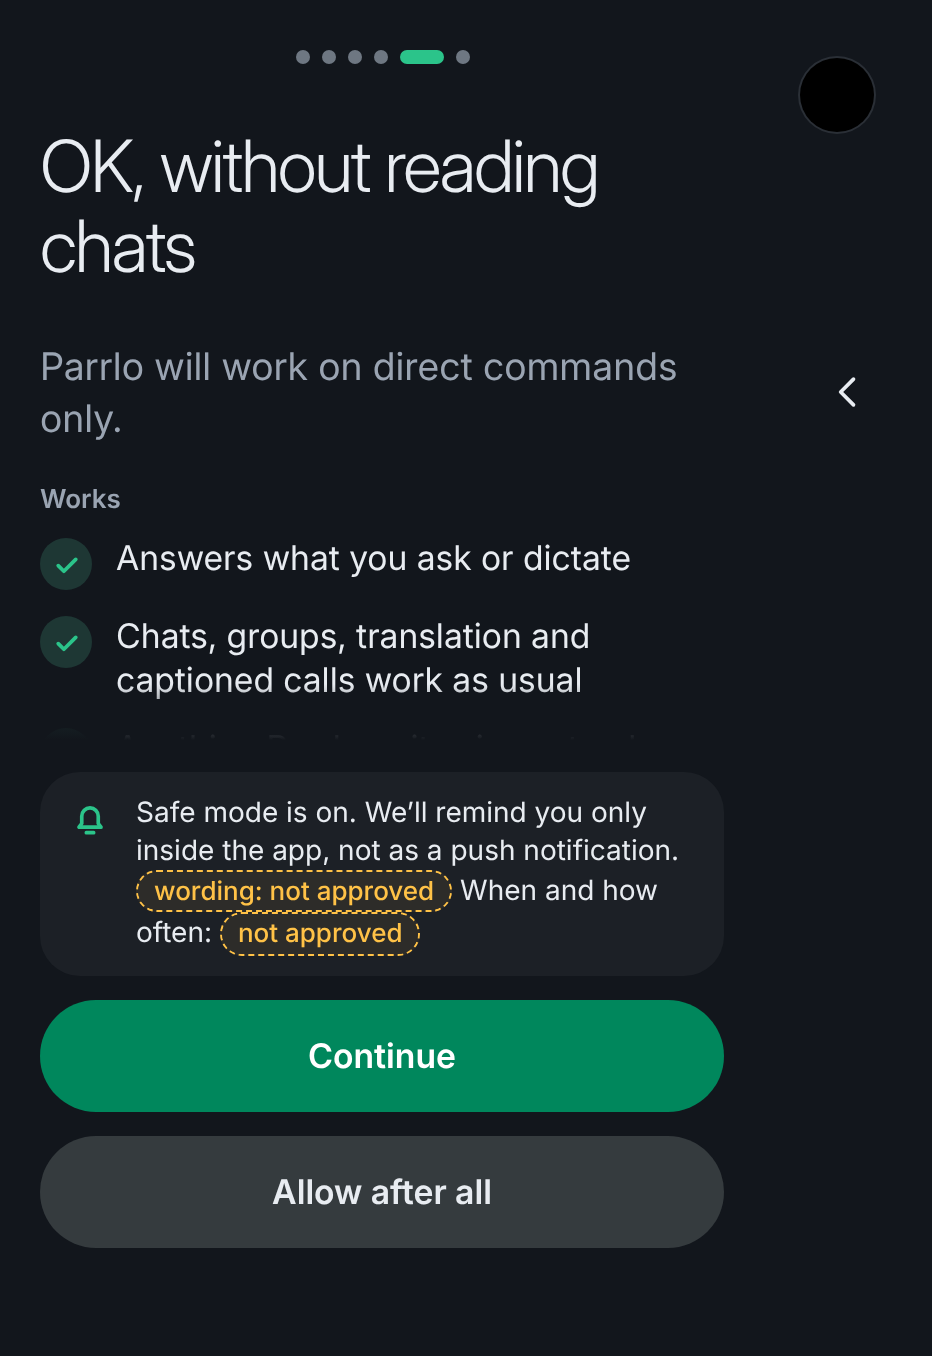 OK, without reading
chats
Parrlo will work on direct commands
only.
Works
Answers what you ask or dictate
Chats, groups, translation and
captioned calls work as usual
Safe mode is on. We’ll remind you only
inside the app, not as a push notification.
wording: not approved When and how
often: not approved
Continue
Allow after all